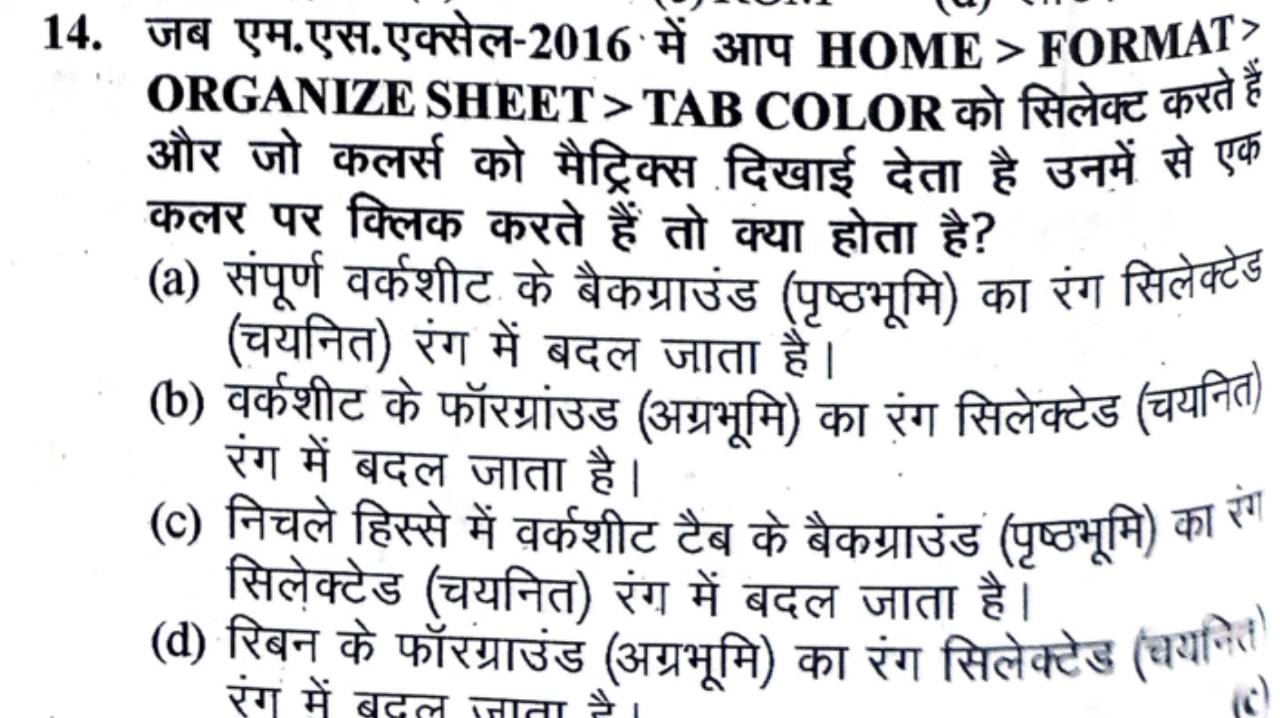 14. जब एम.एस.एक्सेल-2016 में आप HOME > FORMAT>
ORGANIZE SHEET > TAB COLOR को सिलेक्ट करते हैं
और जो कलर्स को मैट्रिक्स दिखाई देता है उनमें से एक
कलर पर क्लिक करते हैं तो क्या होता है?
(a) संपूर्ण वर्कशीट के बैकग्राउंड (पृष्ठभूमि) का रंग सिलेक्टेड
(चयनित) रंग में बदल जाता है।
(b) वर्कशीट के फॉरग्रांउड (अग्रभूमि) का रंग सिलेक्टेड (चयनित)
रंग में बदल जाता है।
(c) निचले हिस्से में वर्कशीट टैब के बैकग्राउंड (पृष्ठभूमि) का रंग
सिलेक्टेड (चयनित) रंग में बदल जाता है।
(d) रिबन के फॉरग्राउंड (अग्रभूमि) का रंग सिलेक्टेड (चयनित)
रंग में बदल जाता है।
(c)